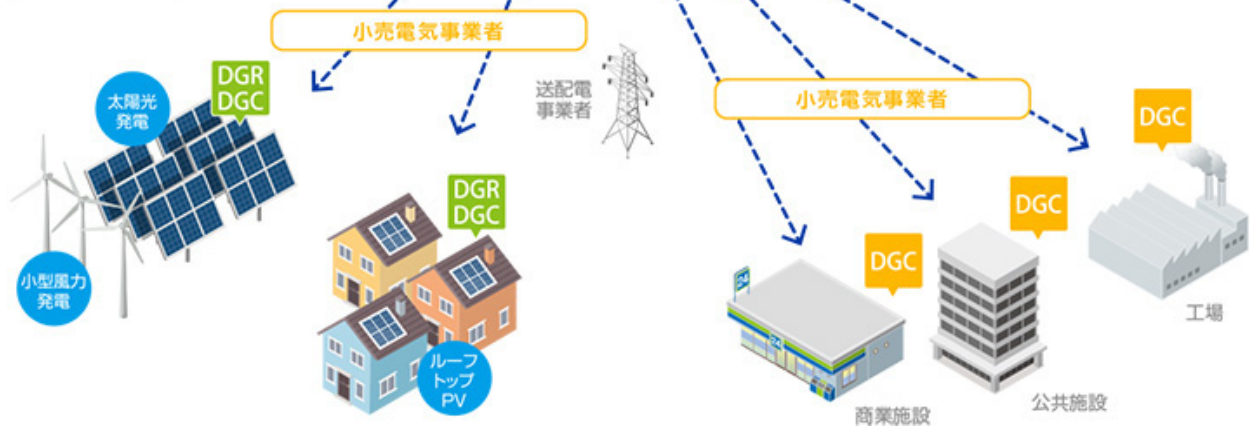 小売電気事業者
DGR
DGC
太陽光
発電
送配電
事業者
小売電気事業者
DGC
DGR
DGC
DGC
小型風力
発電
DGC
24
24
工場
ルーフ
トップ
PV
商業施設
公共施設